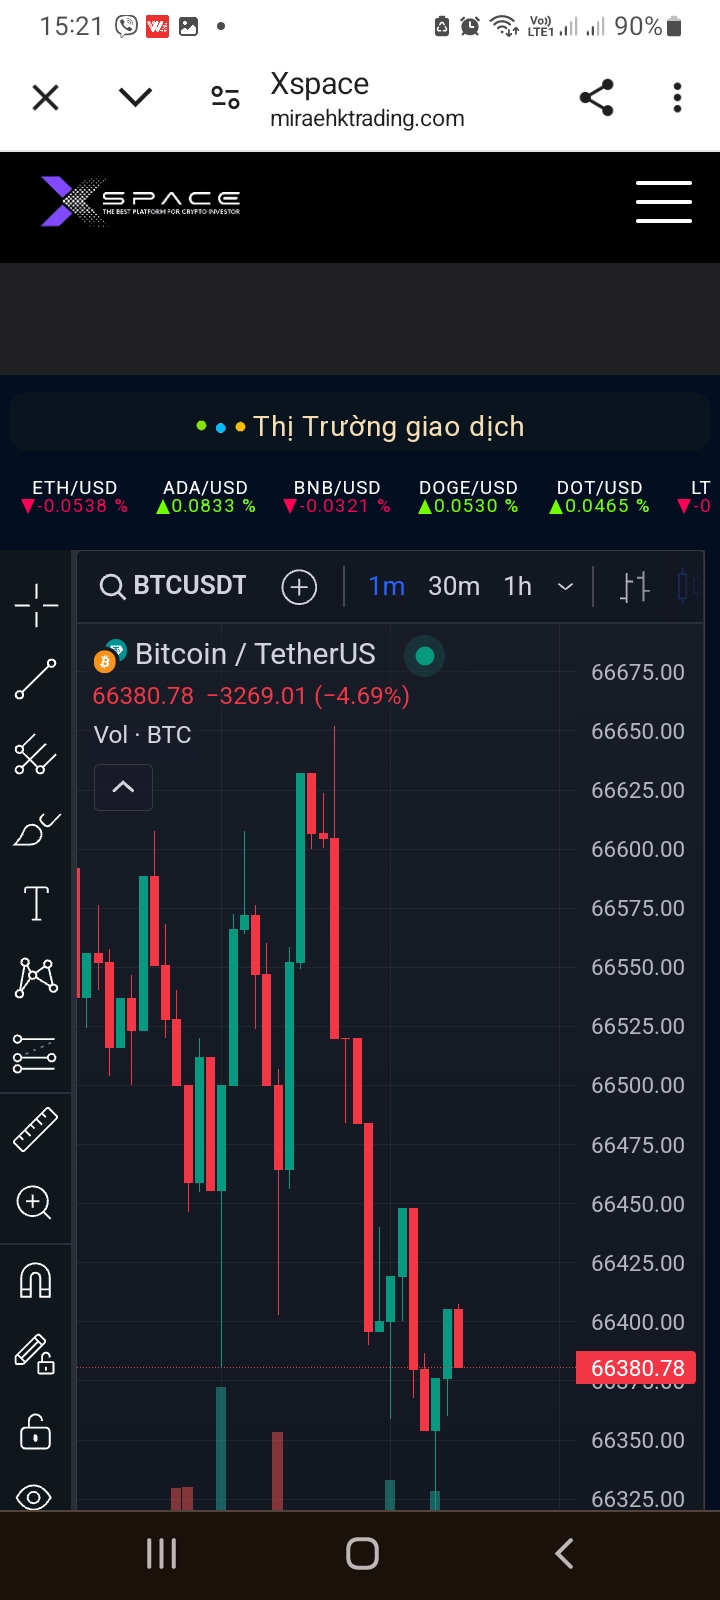 15:21
Vo))
LTE1
90%
Xspace
miraehktrading.com
XSPACE
THE BEST PLATFORM FOR CRYPTO INVESTOR
Thị Trường giao dịch
ETH/USD ADA/USD BNB/USD DOGE/USD DOT/USD LT
▼-0.0538 % ▲0.0833 % ▼-0.0321 % ▲0.0530 % ▲0.0465 % ▼-0
BTCUSDT 1m 30m 1h
Bitcoin / TetherUS
66380.78 −3269.01 (−4.69%)
Vol · BTC
66675.00
66650.00
66625.00
66600.00
66575.00
66550.00
66525.00
66500.00
66475.00
66450.00
66425.00
66400.00
66380.78
66350.00
66325.00